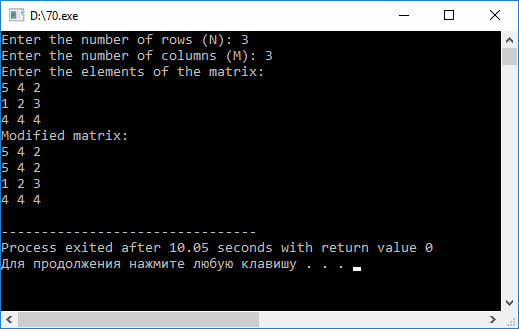 D:\70.exe
Enter the number of rows (N): 3
Enter the number of columns (M): 3
Enter the elements of the matrix:
5 4 2
1 2 3
4 4 4
Modified matrix:
5 4 2
5 4 2
1 2 3
4 4 4
--------------------------------
Process exited after 10.05 seconds with return value 0
Для продолжения нажмите любую клавишу . . .